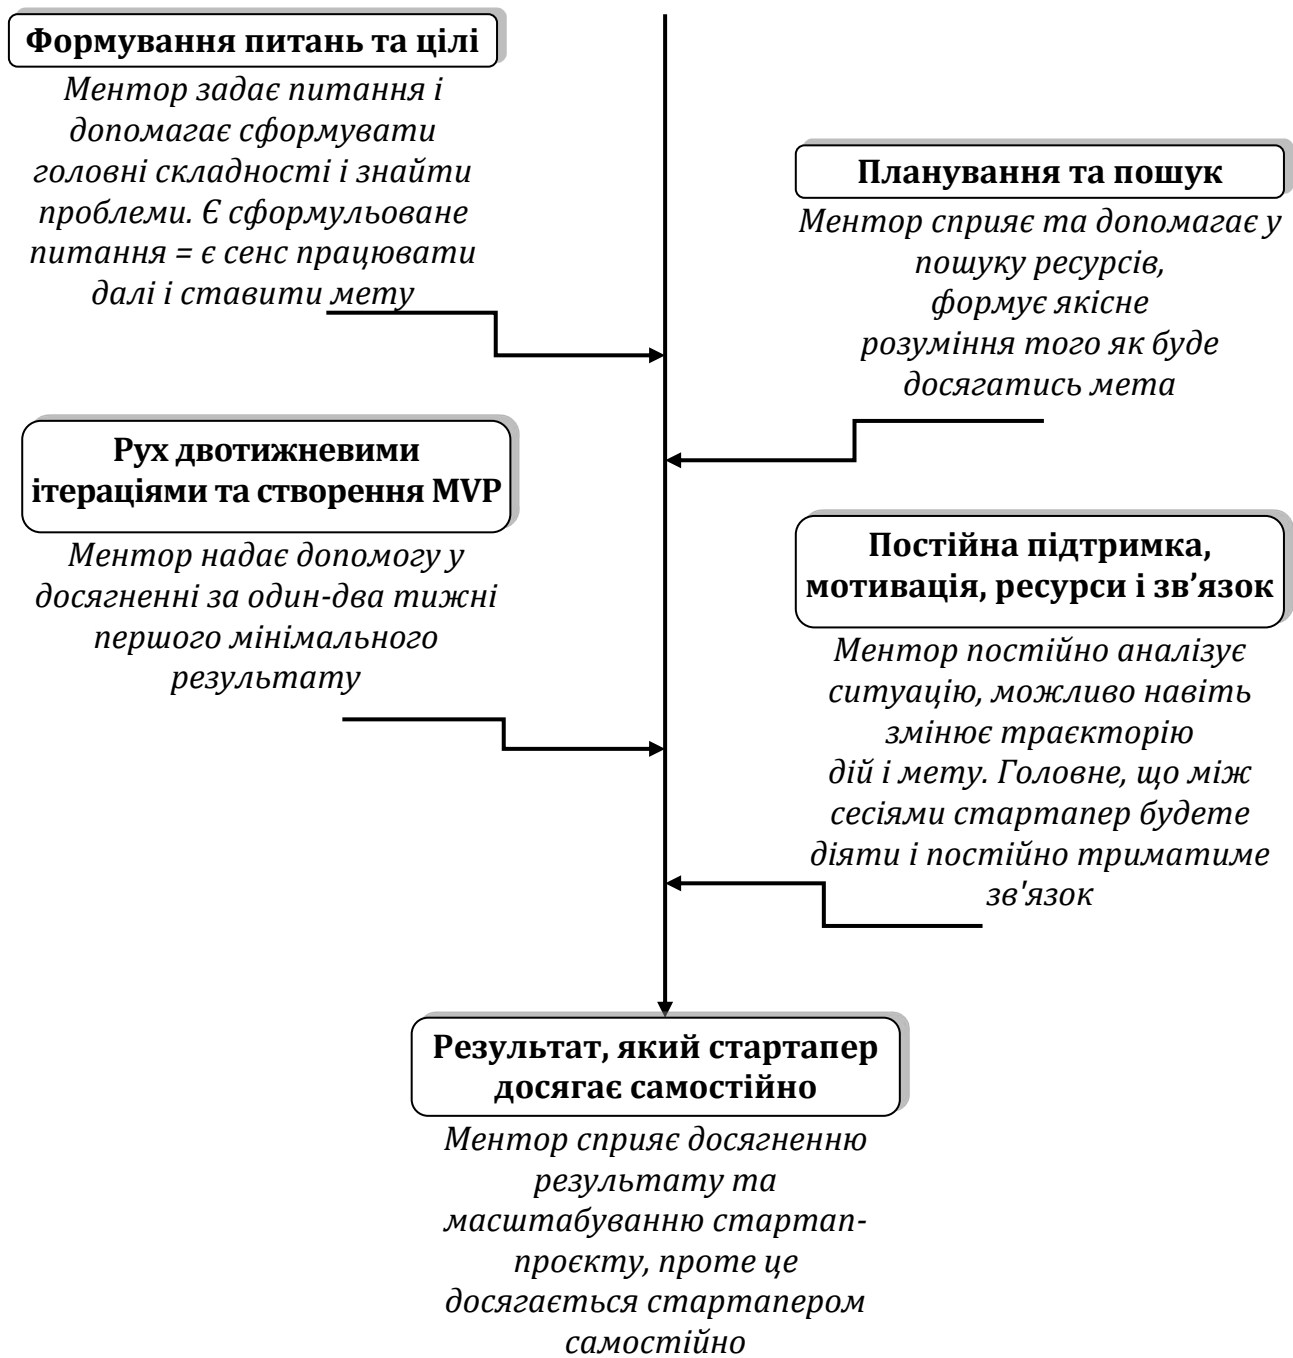 Формування питань та цілі
Ментор задає питання і
допомагає сформувати
головні складності і знайти
проблеми. Є сформульоване
питання = є сенс працювати
далі і ставити мету
Планування та пошук
Ментор сприяє та допомагає у
пошуку ресурсів,
формує якісне
розуміння того як буде
досягатись мета
Рух двотижневими
ітераціями та створення MVP
Ментор надає допомогу у
досягненні за один-два тижні
першого мінімального
результату
Постійна підтримка,
мотивація, ресурси і зв’язок
Ментор постійно аналізує
ситуацію, можливо навіть
змінює траєкторію
дій і мету. Головне, що між
сесіями стартапер будете
діяти і постійно триматиме
зв'язок
Результат, який стартапер
досягає самостійно
Ментор сприяє досягненню
результату та
масштабуванню стартап-
проєкту, проте це
досягається стартапером
самостійно